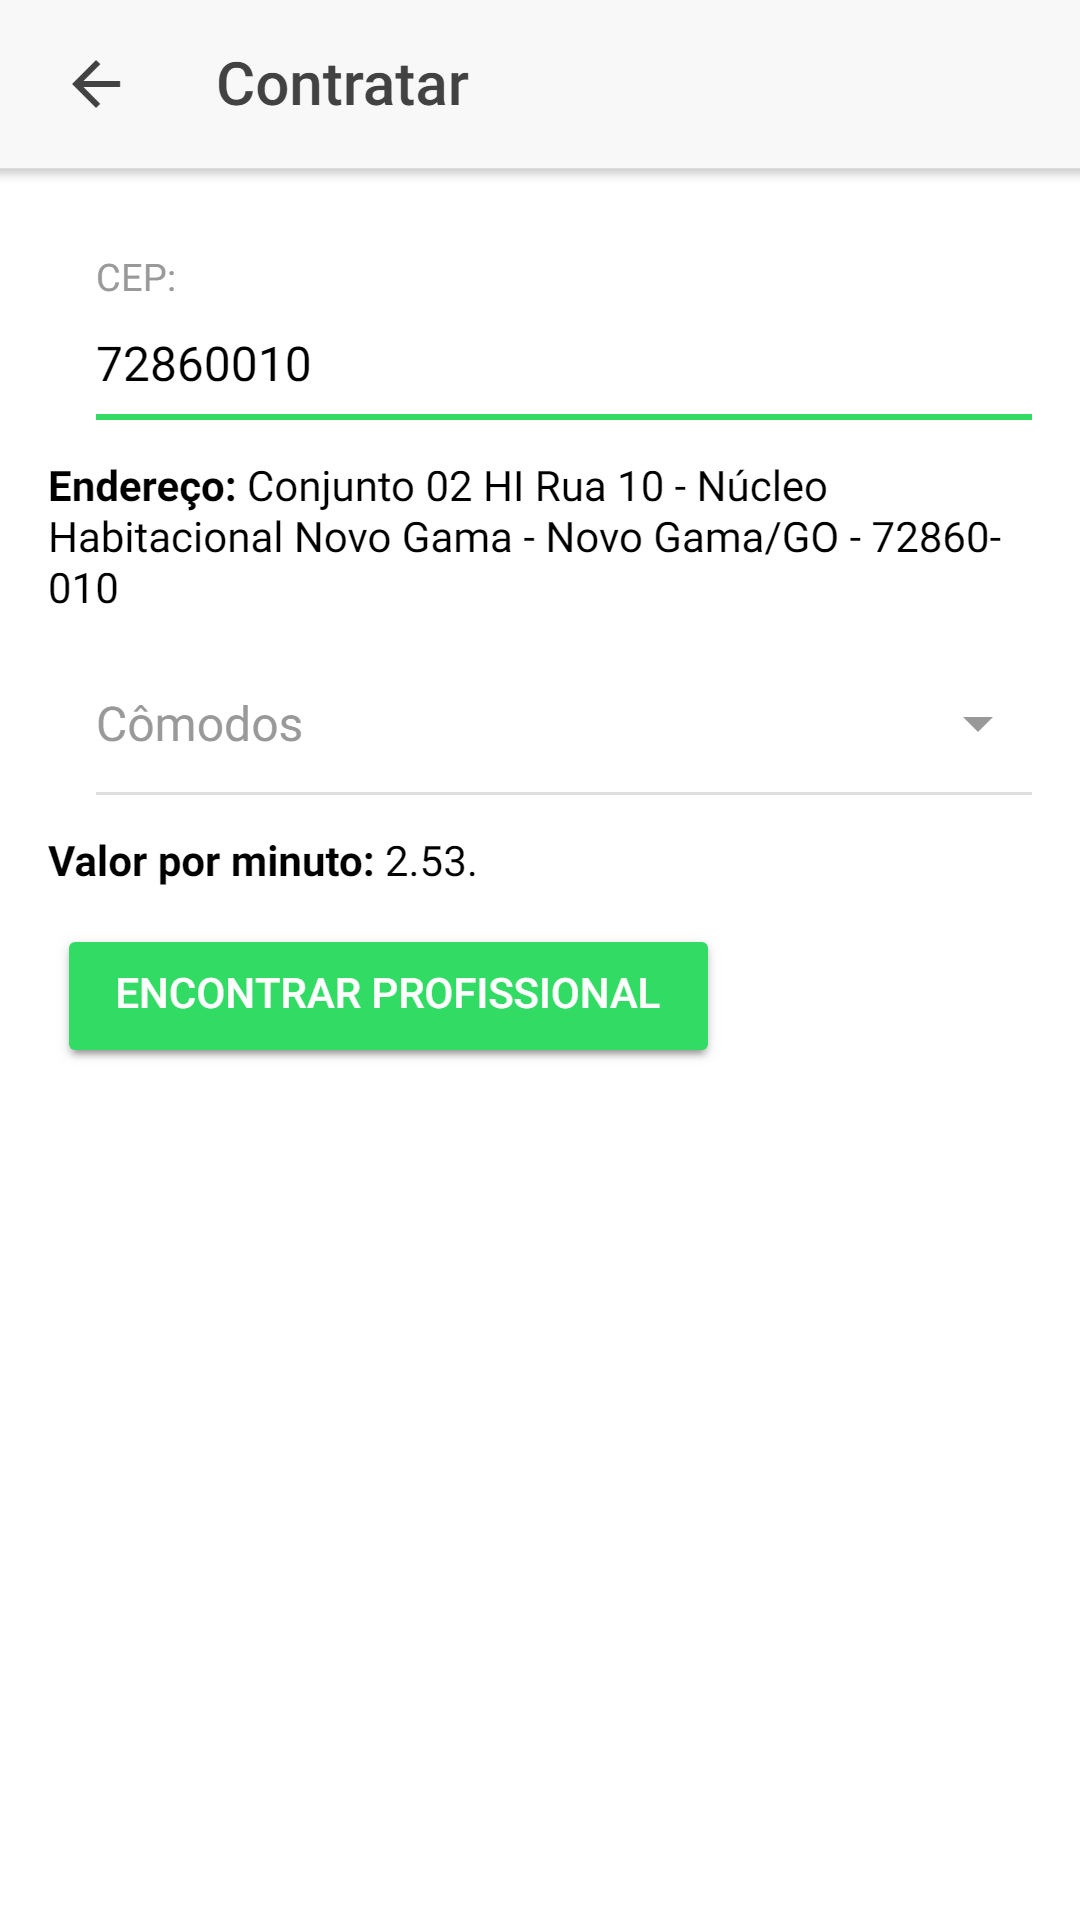 Contratar
CEP:
72860010
Endereço: Conjunto 02 HI Rua 10 - Núcleo
Habitacional Novo Gama - Novo Gama/GO - 72860-
010
Cômodos
Valor por minuto: 2.53.
ENCONTRAR PROFISSIONAL